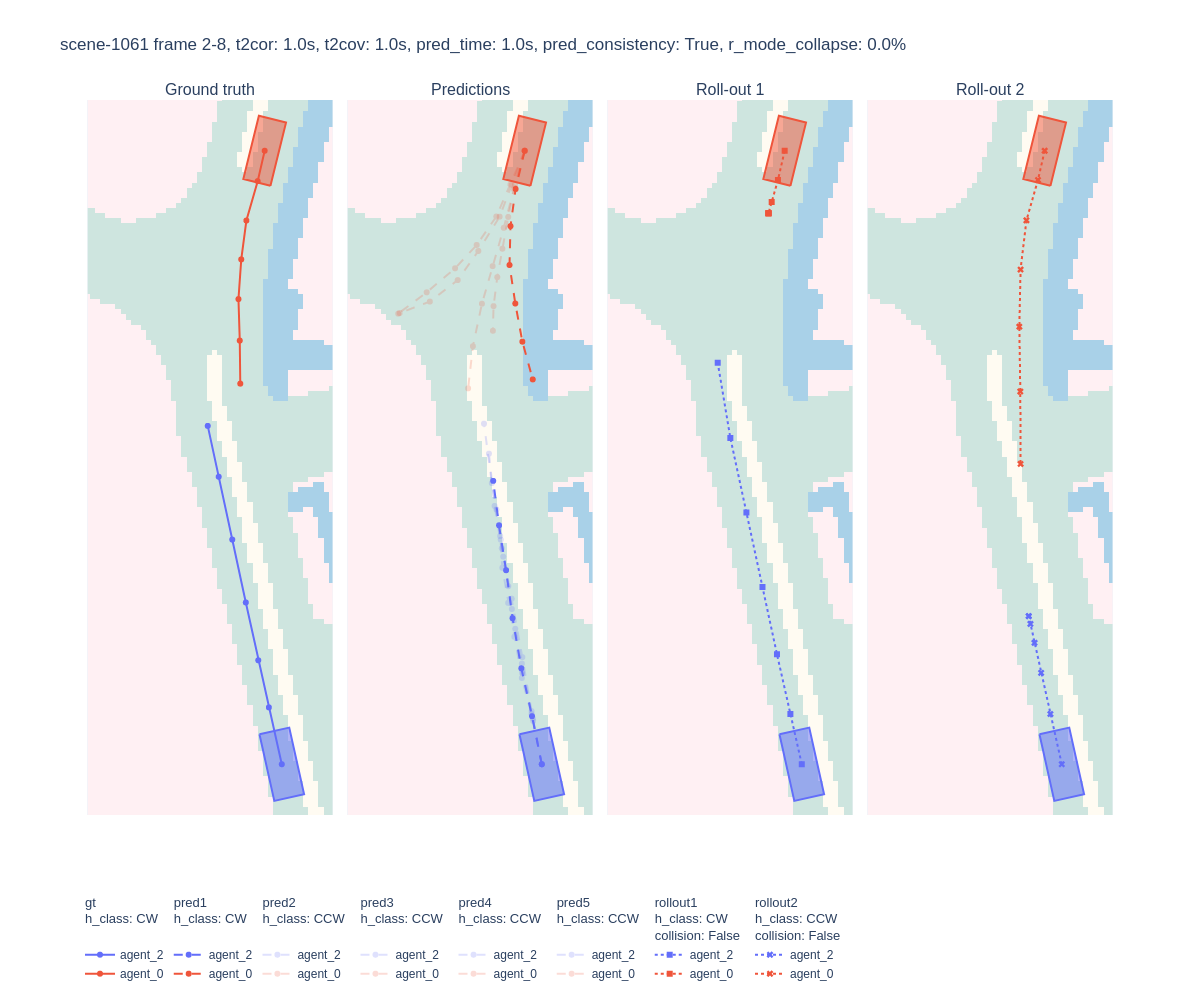 scene-1061 frame 2-8, t2cor: 1.0s, t2cov: 1.0s, pred_time: 1.0s, pred_consistency: True, r_mode_collapse: 0.0%
Ground truth
Predictions
Roll-out 1
Roll-out 2
gt
h_class: CW
agent_2
agent_0
pred1
h_class: CW
agent_2
agent_0
pred2
h_class: CCW
agent_2
agent_0
pred3
h_class: CCW
agent_2
agent_0
pred4
h_class: CCW
agent_2
agent_0
pred5
h_class: CCW
agent_2
agent_0
rollout1
h_class: CW
collision: False
agent_2
agent_0
rollout2
h_class: CCW
collision: False
agent_2
agent_0